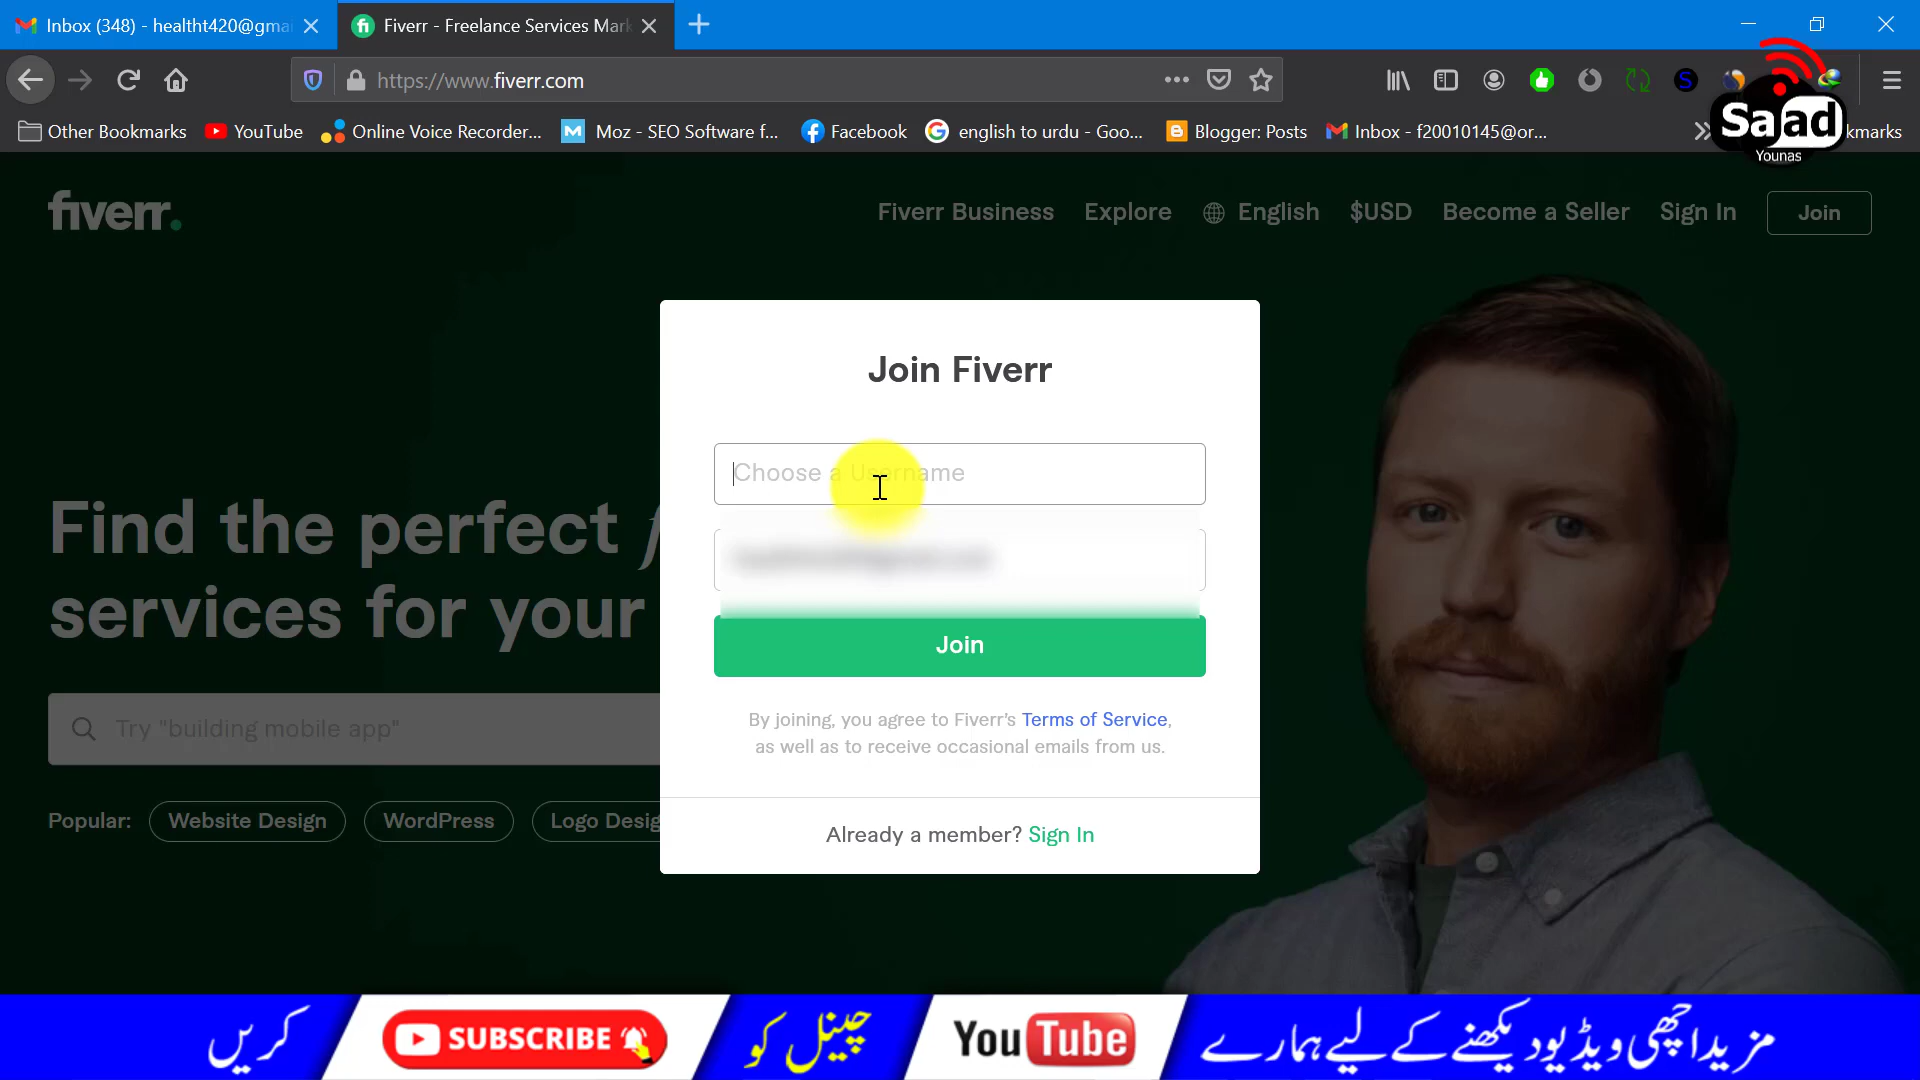 Inbox (348) - healtht420@gmai
Fiverr - Freelance Services Mark
https://www.fiverr.com
Other Bookmarks
YouTube
Online Voice Recorder...
Moz - SEO Software f...
Facebook
english to urdu - Goo...
Blogger: Posts
Inbox - f20010145@or...
kmarks
Saad
Younas
fiverr.
Fiverr Business
Explore
English
$USD
Become a Seller
Sign In
Join
Join Fiverr
Choose a Username
Join
By joining, you agree to Fiverr's Terms of Service,
as well as to receive occasional emails from us.
Already a member? Sign In
Find the perfect f
services for your
Try "building mobile app"
Popular:
Website Design
WordPress
Logo Desig
مزید اچھی ویڈیوز دیکھنے کے لیے ہمارے
YouTube
چینل کو
SUBSCRIBE
کریں